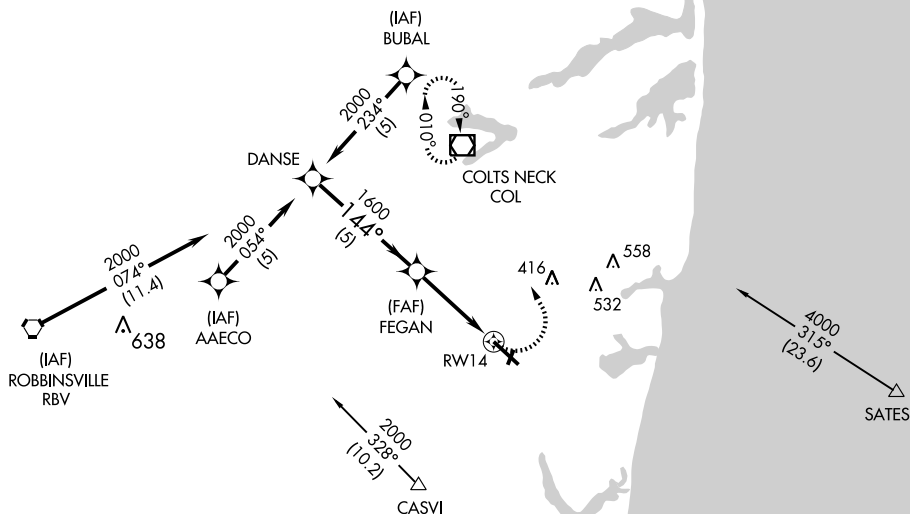 (IAF)
BUBAL
2000
234°
(5)
190°
010°
DANSE
COLTS NECK
COL
1600
144°
(5)
2000
054°
(5)
2000
074°
(11.4)
416
558
532
638
(IAF)
AAECO
(FAF)
FEGAN
RW14
(IAF)
ROBBINSVILLE
RBV
4000
315°
(23.6)
SATES
2000
328°
(10.2)
CASVI